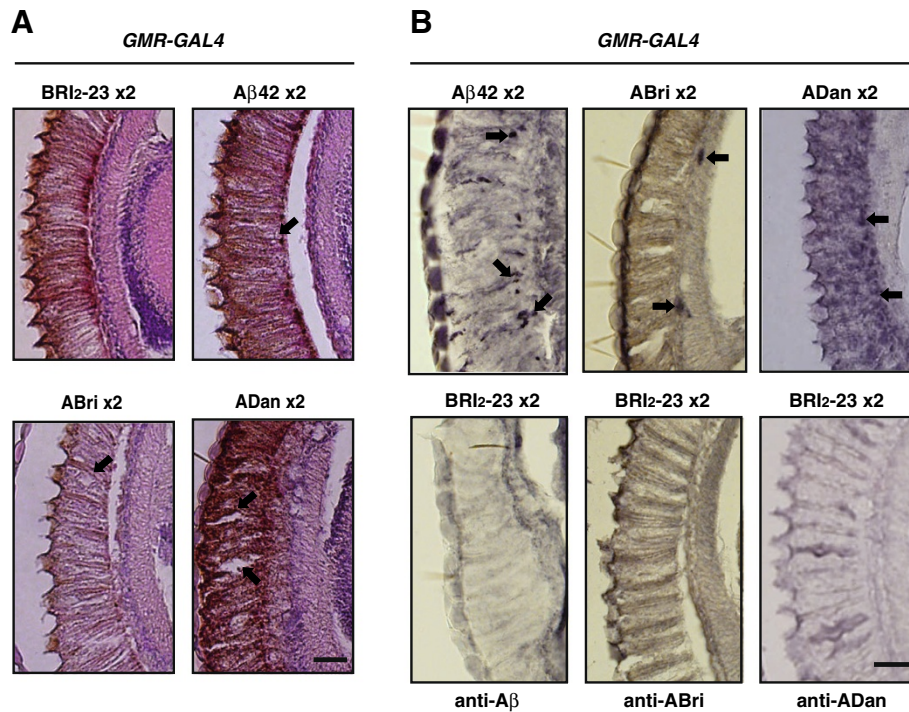 A
GMR-GAL4
BRI2-23 x2
Aβ42 x2
ABri x2
ADan x2
B
GMR-GAL4
Aβ42 x2
ABri x2
ADan x2
BRI2-23 x2
BRI2-23 x2
BRI2-23 x2
anti-Aβ
anti-ABri
anti-ADan